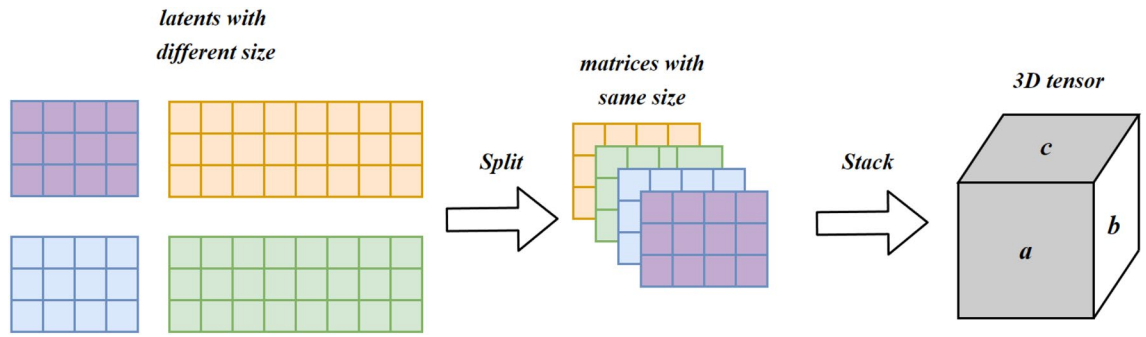 latents with
different size
matrices with
same size
3D tensor
Split
Stack
c
b
a